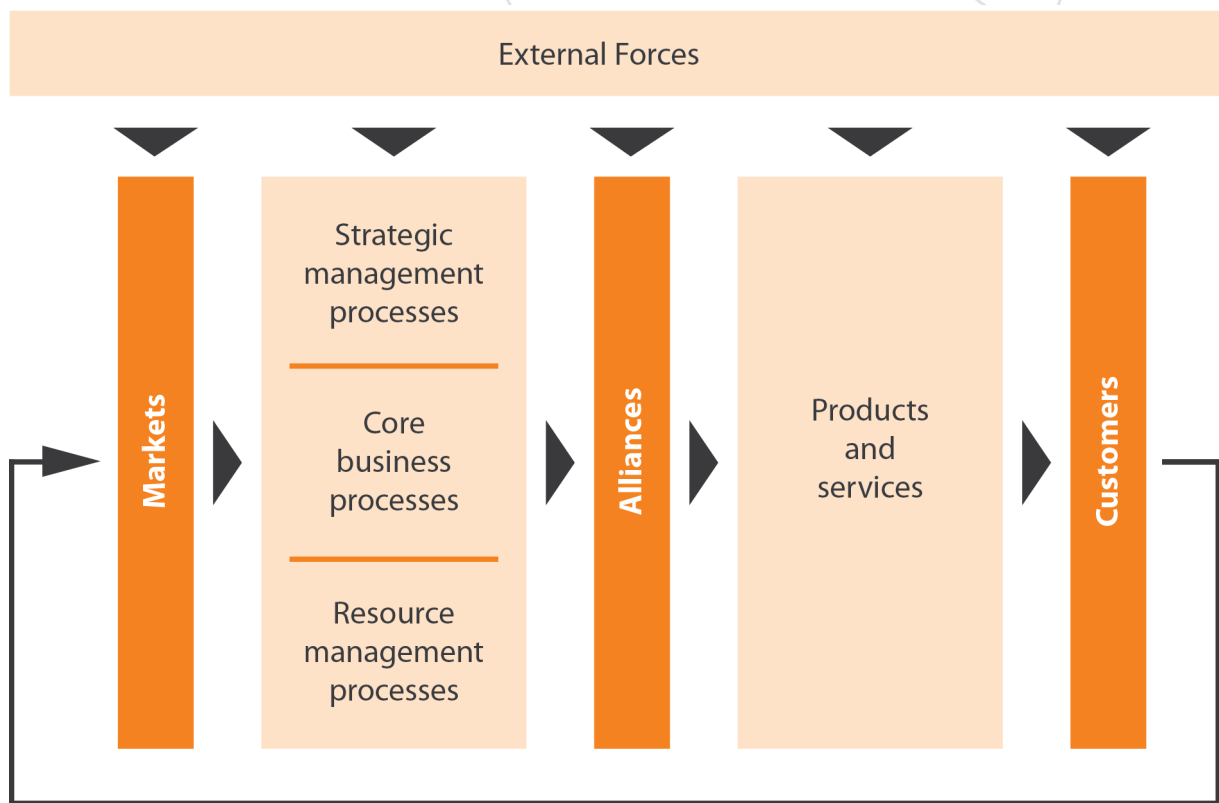 External Forces
Markets
Strategic
management
processes
Core
business
processes
Resource
management
processes
Alliances
Products
and
services
Customers